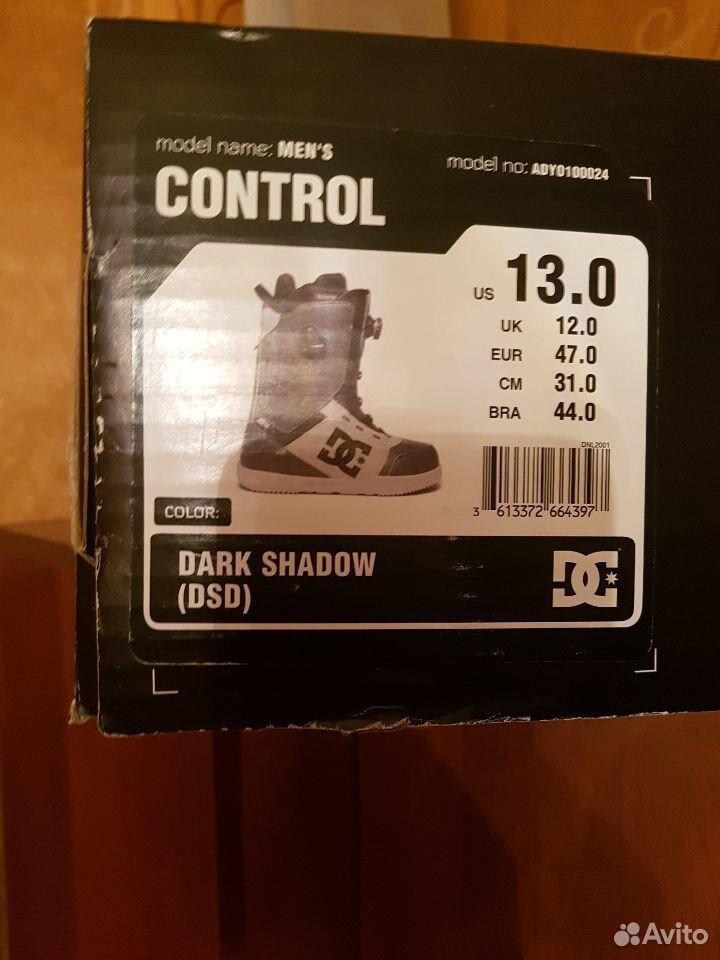 model name: MEN'S
model no: ADYO100024
CONTROL
US 13.0
UK 12.0
EUR 47.0
CM 31.0
BRA 44.0
DNL2001
3 613372 664397
COLOR:
DARK SHADOW
(DSD)
DC
Avito